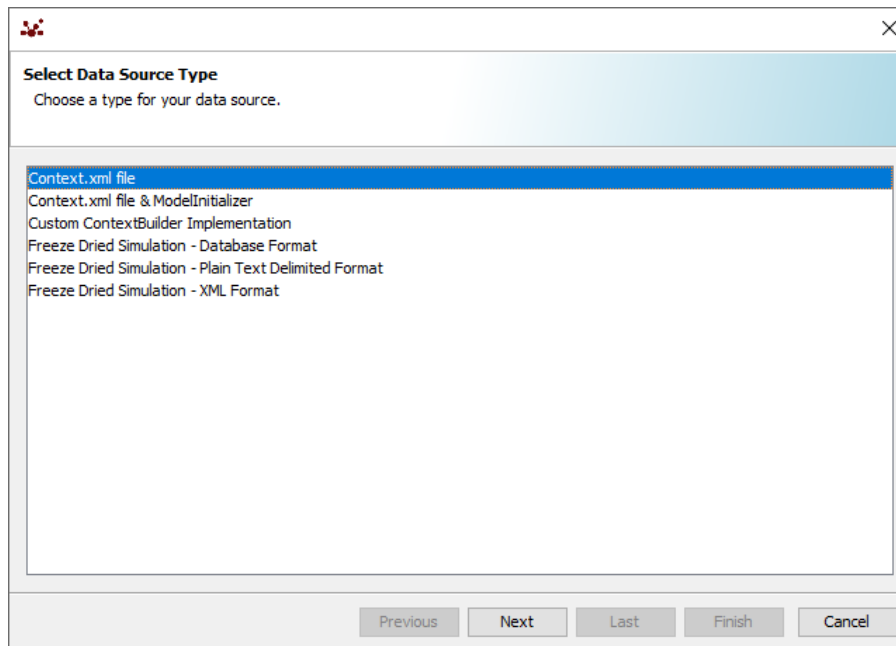 Select Data Source Type
Choose a type for your data source.
Context.xml file
Context.xml file & ModelInitializer
Custom ContextBuilder Implementation
Freeze Dried Simulation - Database Format
Freeze Dried Simulation - Plain Text Delimited Format
Freeze Dried Simulation - XML Format
Previous Next Last Finish Cancel